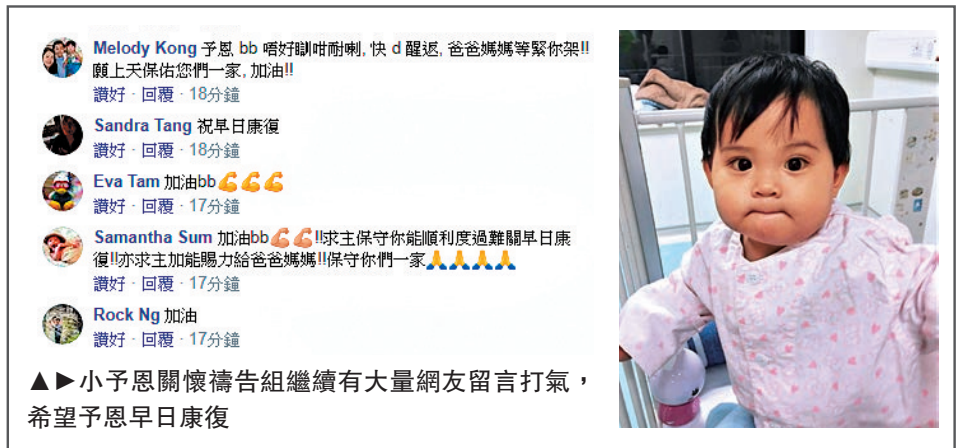 Melody Kong 予恩 bb 唔好瞓咁耐喇, 快 d 醒返, 爸爸媽媽等緊你架!!
願上天保佑您們一家, 加油!!
讚好 · 回覆 · 18分鐘
Sandra Tang 祝早日康復
讚好 · 回覆 · 18分鐘
Eva Tam 加油bb💪💪💪
讚好 · 回覆 · 17分鐘
Samantha Sum 加油bb💪💪!!求主保守你能順利度過難關早日康
復!!亦求主加能賜力給爸爸媽媽!!保守你們一家🙏🙏🙏🙏
讚好 · 回覆 · 17分鐘
Rock Ng 加油
讚好 · 回覆 · 17分鐘
▲►小予恩關懷禱告組繼續有大量網友留言打氣，
希望予恩早日康復